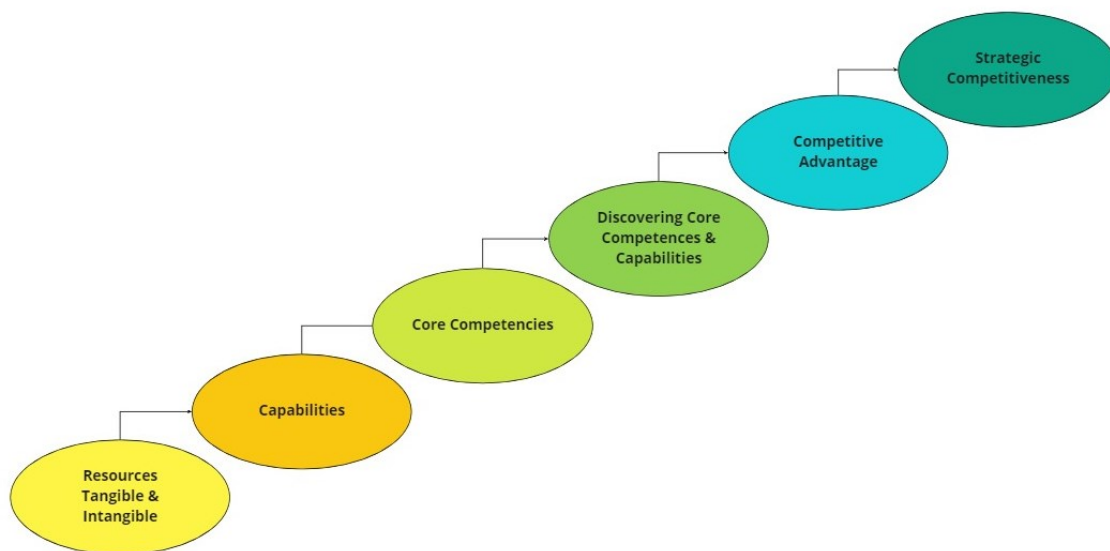 Strategic
Competitiveness
Competitive
Advantage
Discovering Core
Competences &
Capabilities
Core Competencies
Capabilities
Resources
Tangible &
Intangible